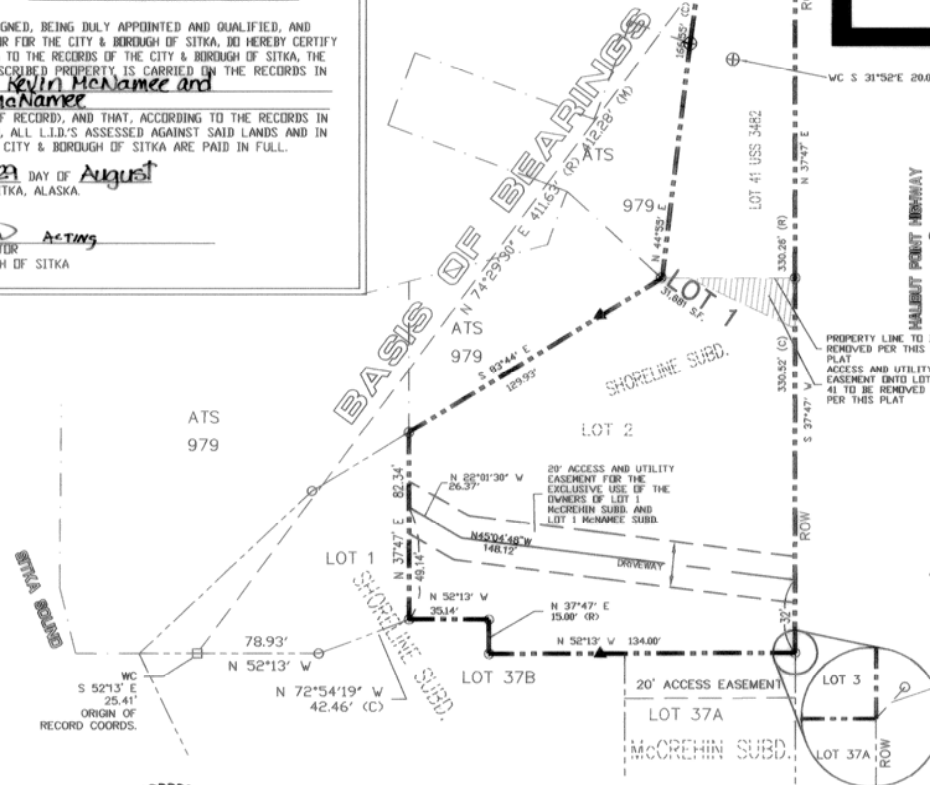 GNED, BEING DULY APPOINTED AND QUALIFIED, AND
R FOR THE CITY & BOROUGH OF SITKA, DO HEREBY CERTIFY
TO THE RECORDS OF THE CITY & BOROUGH OF SITKA, THE
SCRIBED PROPERTY IS CARRIED ON THE RECORDS IN
Kevin McNamee and
McNamee
F RECORD), AND THAT, ACCORDING TO THE RECORDS IN
, ALL L.I.D.'S ASSESSED AGAINST SAID LANDS AND IN
CITY & BOROUGH OF SITKA ARE PAID IN FULL.
29 DAY OF August
TKA, ALASKA.
ACTING
TOR
H OF SITKA
BASIS OF BEARINGS
N 74°29'30" E 411.63' (R) 412.28' (M)
ATS
979
N 44°55' E
LOT 41 USS 3482
N 37°47' E
330.26' (R)
WC S 31°52'E 20.0
HALIBUT POINT HIGHWAY
LOT 1
31,881 S.F.
PROPERTY LINE TO
REMOVED PER THIS
PLAT
ACCESS AND UTILITY
EASEMENT ONTO LOT
41 TO BE REMOVED
PER THIS PLAT
330.52' (C)
S 37°47' W
ATS
979
S 83°44' E
129.93'
SHORELINE SUBD.
LOT 2
ATS
979
82.34'
N 37°47' E
49.14'
N 22°01'30" W
26.37'
20' ACCESS AND UTILITY
EASEMENT FOR THE
EXCLUSIVE USE OF THE
OWNERS OF LOT 1
McCREHIN SUBD. AND
LOT 1 McNAMEE SUBD.
ROW
N45°04'48"W
148.12'
DRIVEWAY
SITKA SOUND
LOT 1
SHORELINE SUBD.
N 52°13' W
35.14'
N 37°47' E
15.00' (R)
N 52°13' W 134.00'
32'
78.93'
N 52°13' W
WC
S 52°13' E
25.41'
ORIGIN OF
RECORD COORDS.
N 72°54'19" W
42.46' (C)
LOT 37B
20' ACCESS EASEMENT
LOT 37A
McCREHIN SUBD.
LOT 3
LOT 37A
ROW